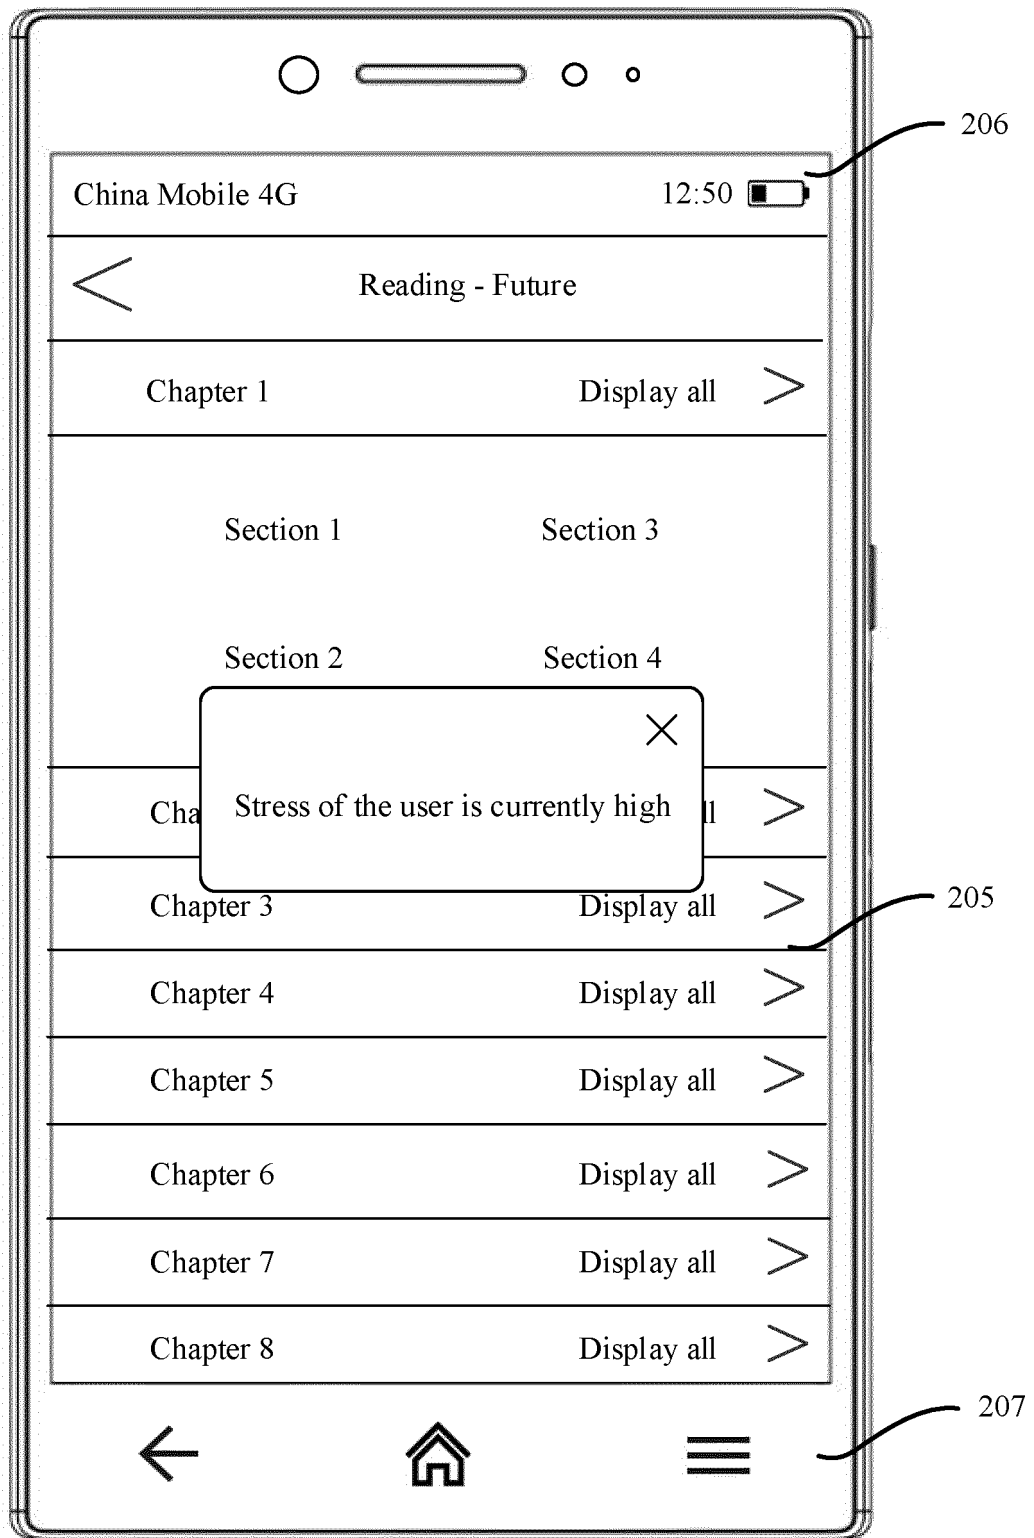 206
China Mobile 4G 12:50
Reading - Future
Chapter 1 Display all
Section 1 Section 3
Section 2 Section 4
Stress of the user is currently high
Chapter 3 Display all
205
Chapter 4 Display all
Chapter 5 Display all
Chapter 6 Display all
Chapter 7 Display all
Chapter 8 Display all
207